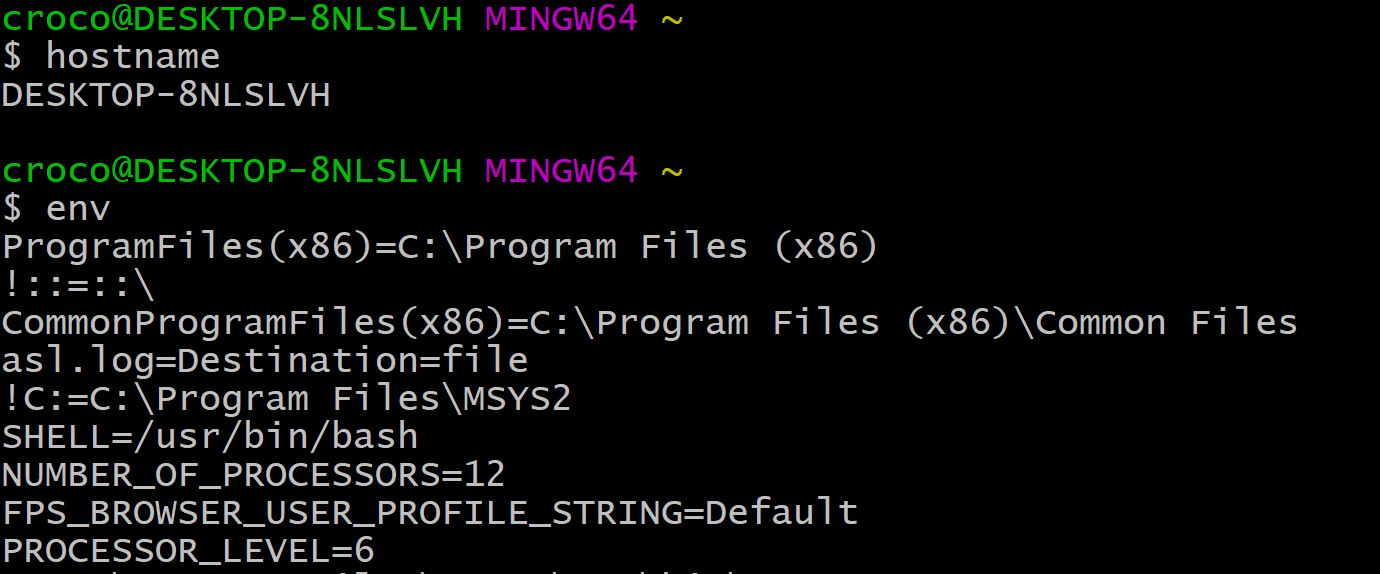 croco@DESKTOP-8NLSLVH MINGW64 ~
$ hostname
DESKTOP-8NLSLVH
croco@DESKTOP-8NLSLVH MINGW64 ~
$ env
ProgramFiles(x86)=C:\Program Files (x86)
!::=::\
CommonProgramFiles(x86)=C:\Program Files (x86)\Common Files
asl.log=Destination=file
!C:=C:\Program Files\MSYS2
SHELL=/usr/bin/bash
NUMBER_OF_PROCESSORS=12
FPS_BROWSER_USER_PROFILE_STRING=Default
PROCESSOR_LEVEL=6